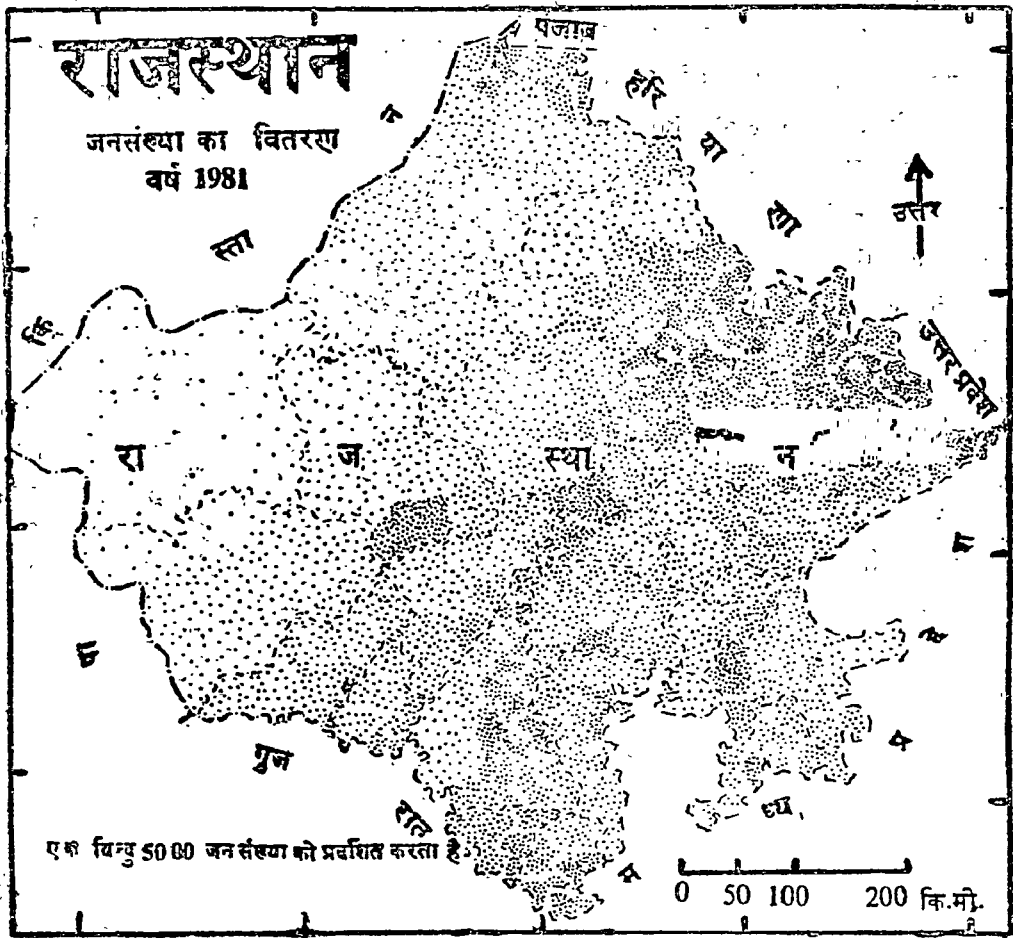 राजस्थान
जनसंख्या का वितरण
वर्ष 1981
पंजाब
हरि
या
णा
उत्तर
उत्तर प्रदेश
न
स्ता
कि
पा
रा ज स्था न
गुज
रात
म
ध्य
प्र
दे
श
एक बिन्दु 5000 जनसंख्या को प्रदर्शित करता है
0 50 100 200 कि.मी.